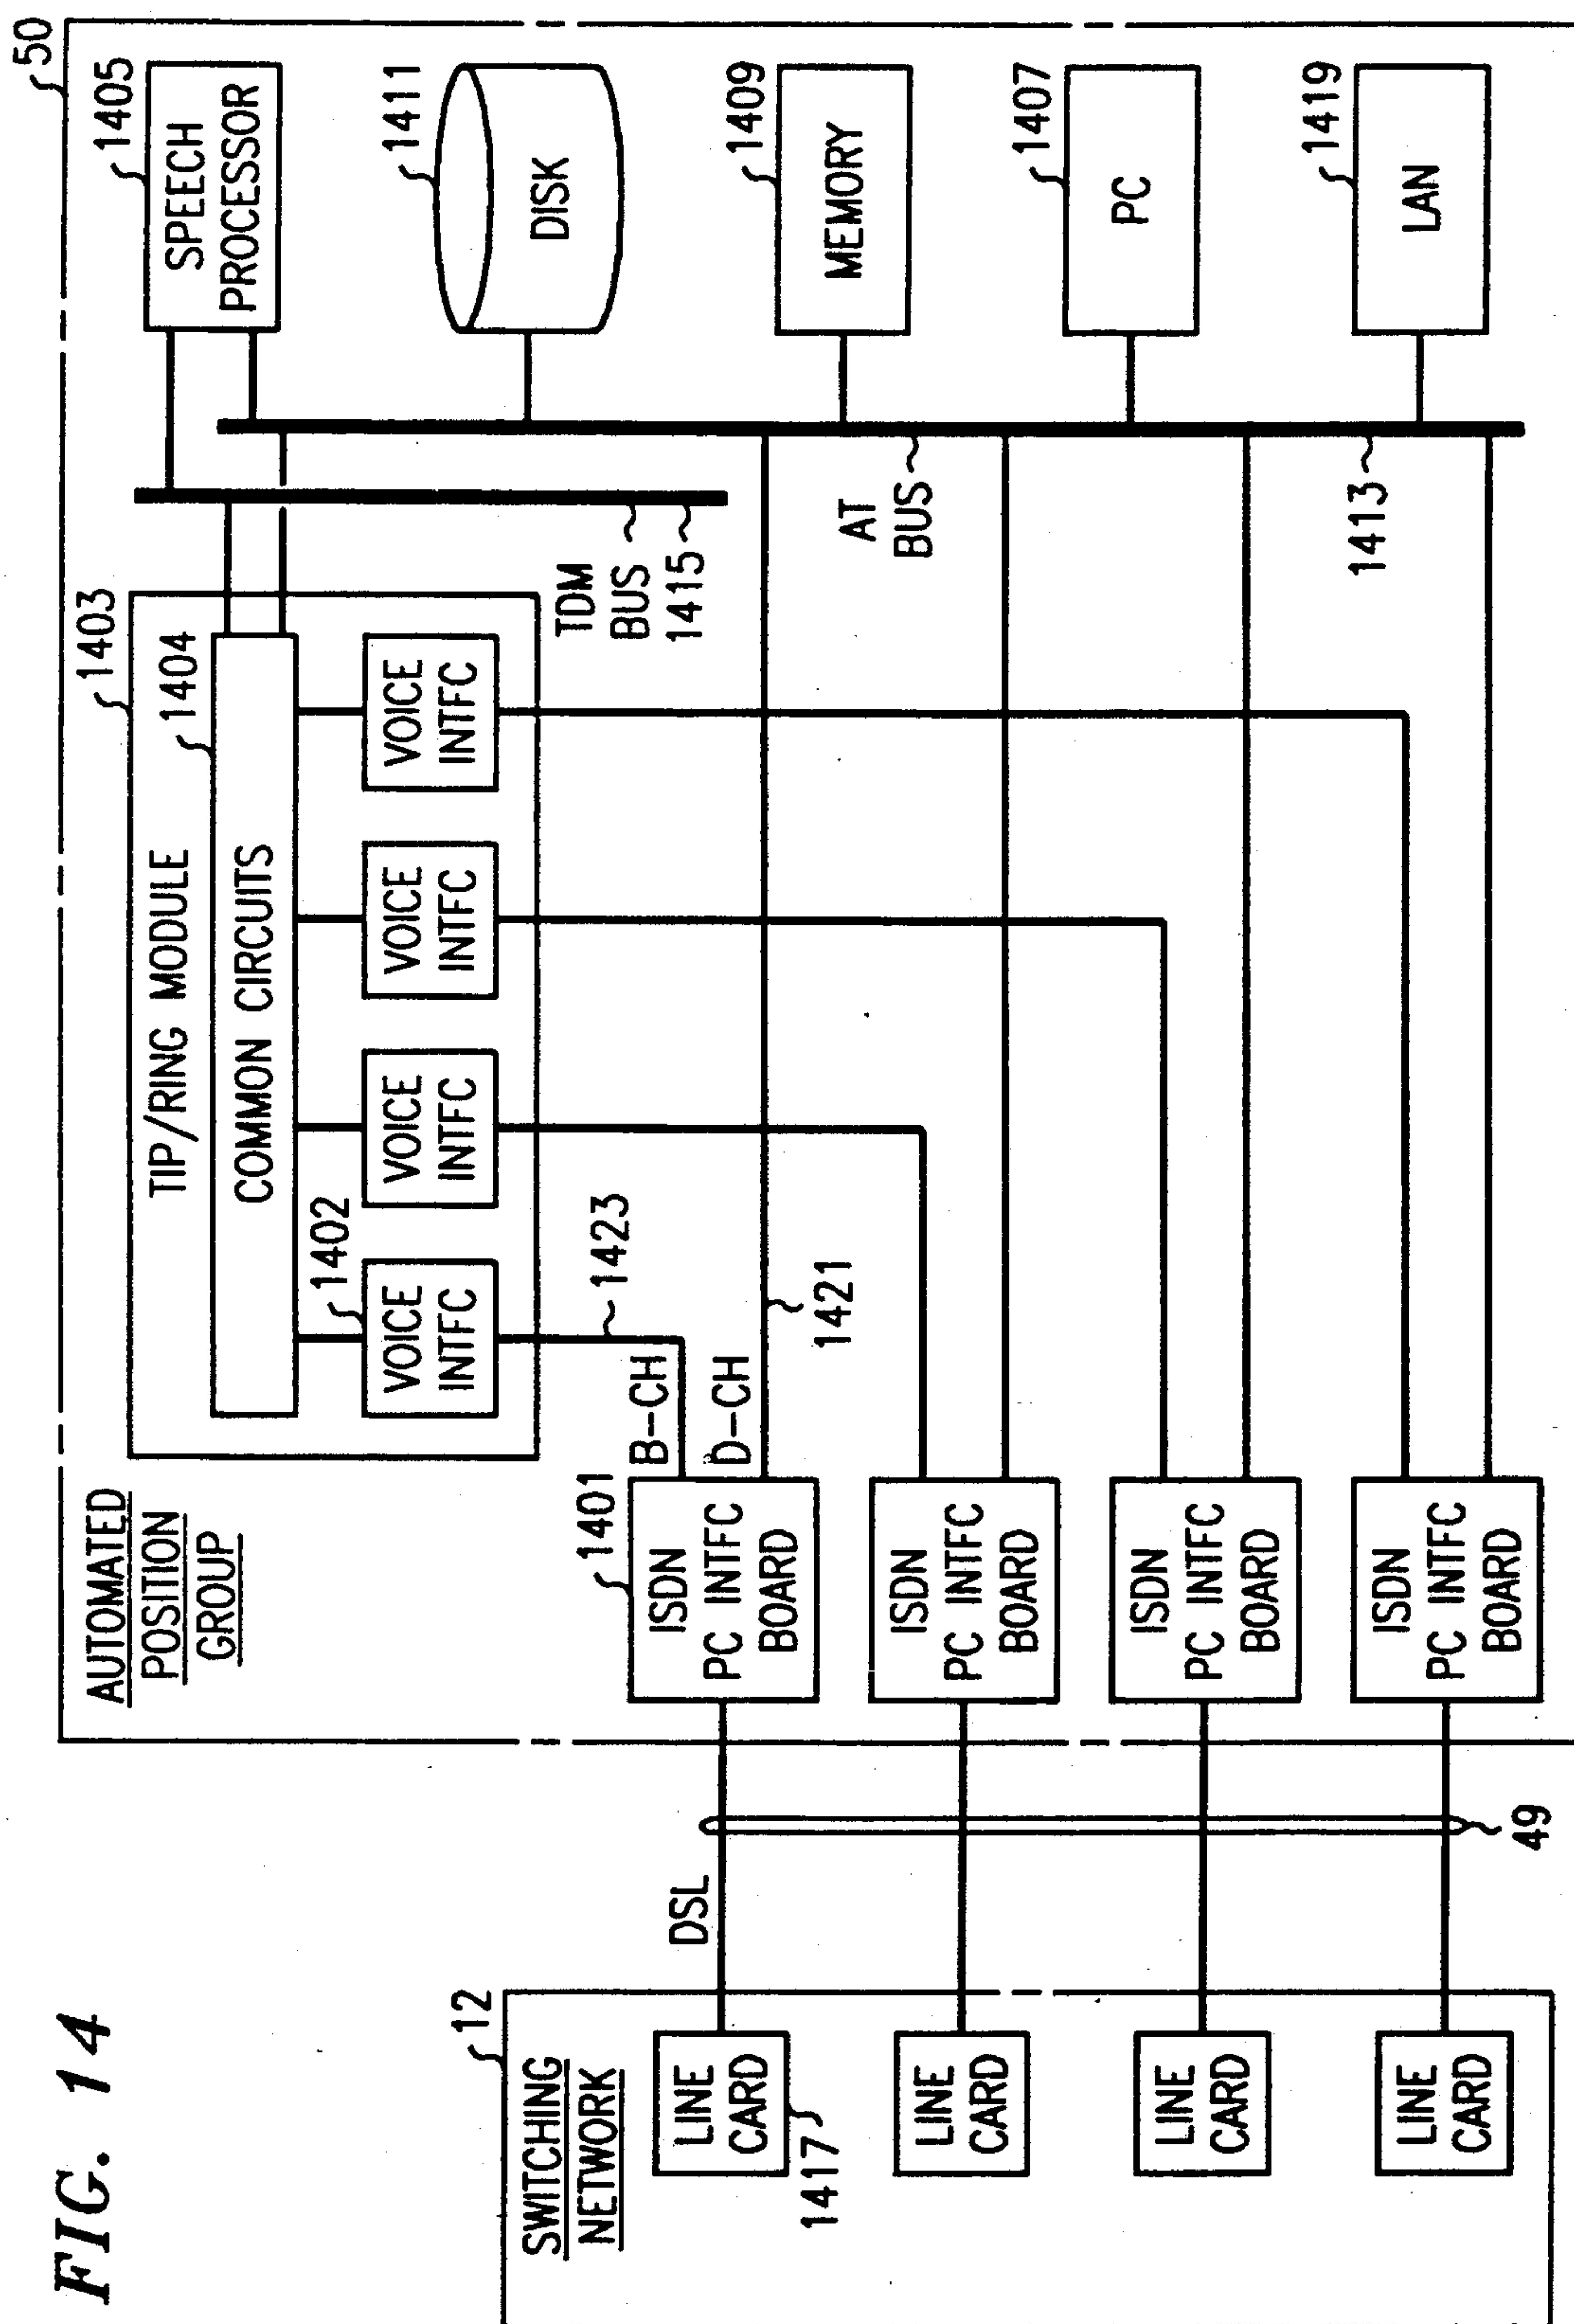 FIG. 14
12
SWITCHING
NETWORK
LINE
CARD
1417
LINE
CARD
LINE
CARD
LINE
CARD
DSL
49
50
AUTOMATED
POSITION
GROUP
1401
ISDN
PC INTFC
BOARD
ISDN
PC INTFC
BOARD
ISDN
PC INTFC
BOARD
ISDN
PC INTFC
BOARD
B-CH
D-CH
1423
1421
1403
TIP/RING MODULE
1404
COMMON CIRCUITS
1402
VOICE
INTFC
VOICE
INTFC
VOICE
INTFC
VOICE
INTFC
TDM
BUS
1415
AT
BUS
1413
1405
SPEECH
PROCESSOR
1411
DISK
1409
MEMORY
1407
PC
1419
LAN